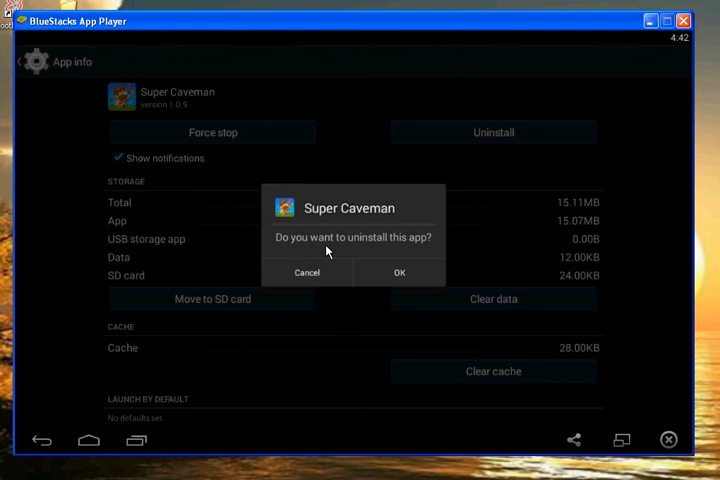 BlueStacks App Player
4:42
App info
Super Caveman
version 1.0.9
Force stop
Uninstall
Show notifications
STORAGE
Total 15.11MB
App 15.07MB
USB storage app 0.00B
Data 12.00KB
SD card 24.00KB
Super Caveman
Do you want to uninstall this app?
Cancel
OK
Move to SD card
Clear data
CACHE
Cache 28.00KB
Clear cache
LAUNCH BY DEFAULT
No defaults set.